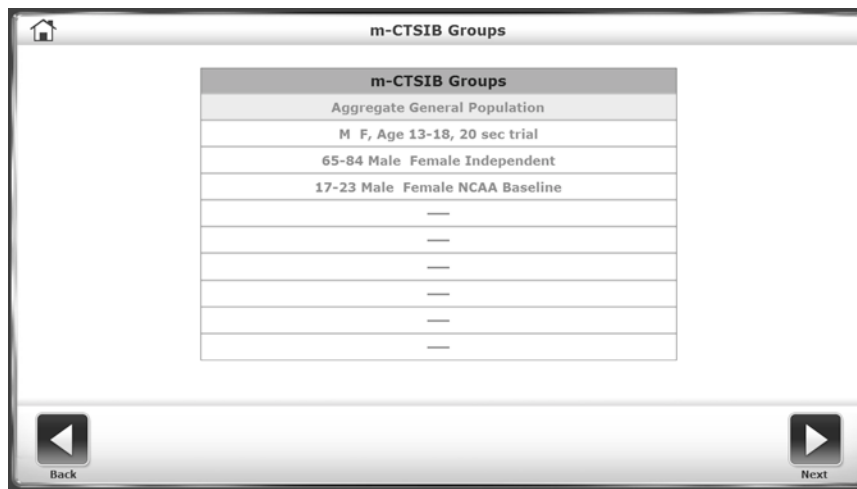 m-CTSIB Groups
m-CTSIB Groups
Aggregate General Population
M F, Age 13-18, 20 sec trial
65-84 Male Female Independent
17-23 Male Female NCAA Baseline
—
—
—
—
—
—
Back
Next